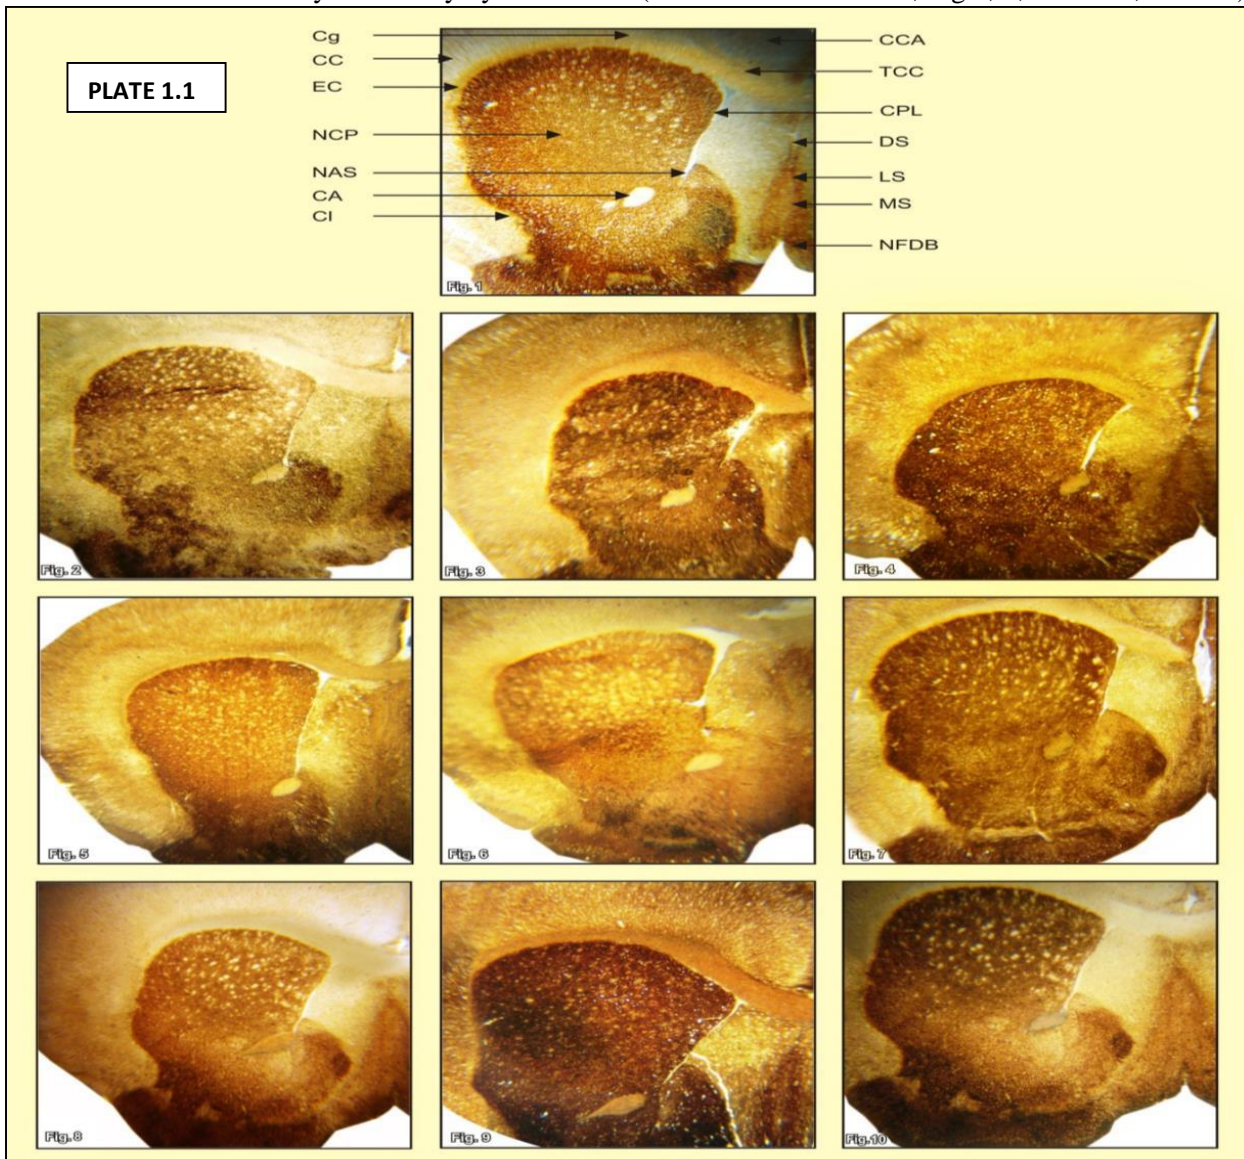 PLATE 1.1
Cg
CC
EC
NCP
NAS
CA
CI
CCA
TCC
CPL
DS
LS
MS
NFDB
Fig. 1
Fig. 2
Fig. 3
Fig. 4
Fig. 5
Fig. 6
Fig. 7
Fig.8
Fig. 9
Fig.10